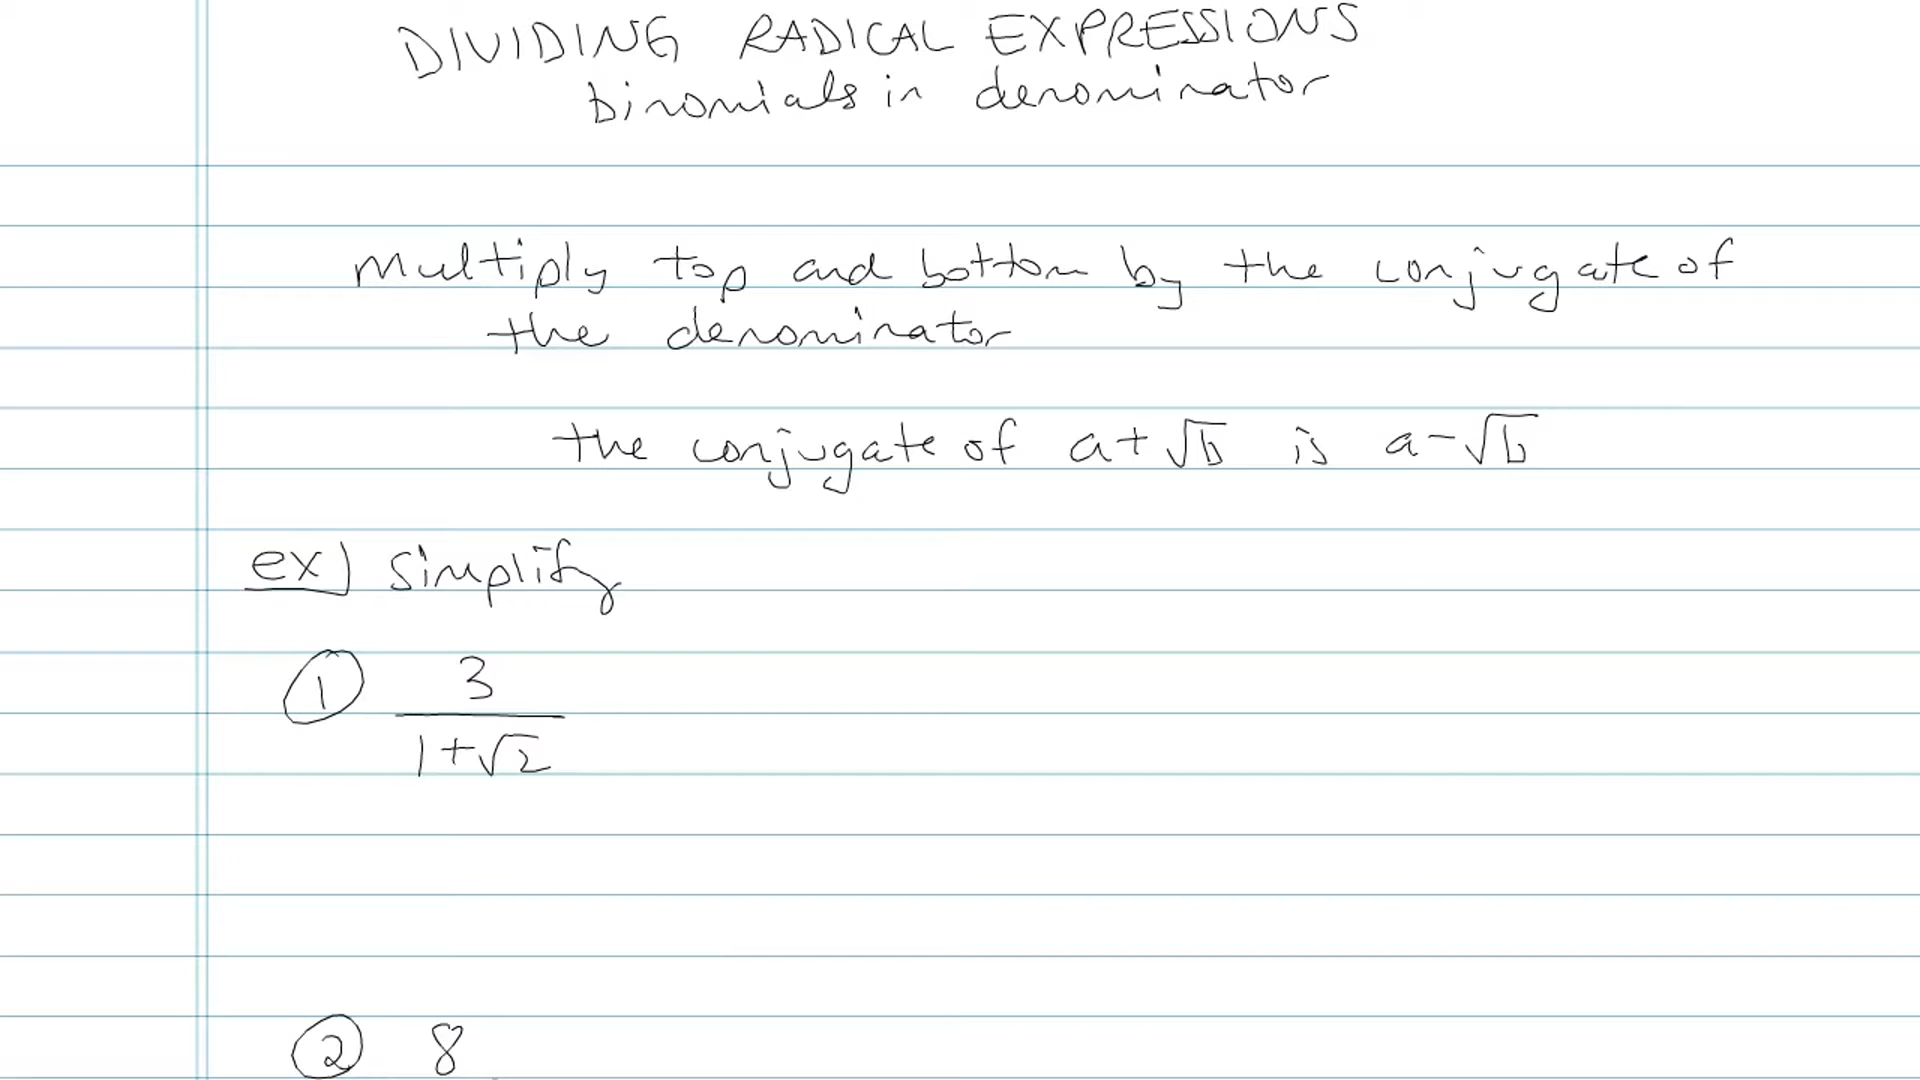 DIVIDING RADICAL EXPRESSIONS
binomials in denominator
multiply top and bottom by the conjugate of
the denominator
the conjugate of a+√b is a-√b
ex) simplify
① 3
1+√2
② 8